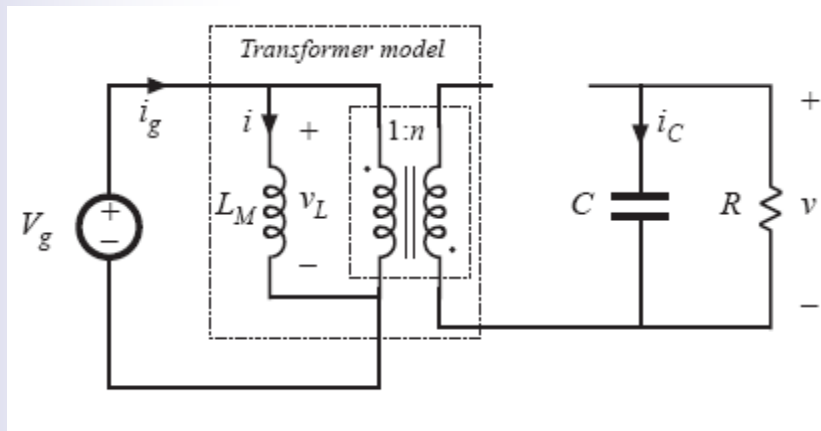 Transformer model
i_g
i
+
1:n
+
i_C
+
−
V_g
L_M
v_L
C
R
v
−
−